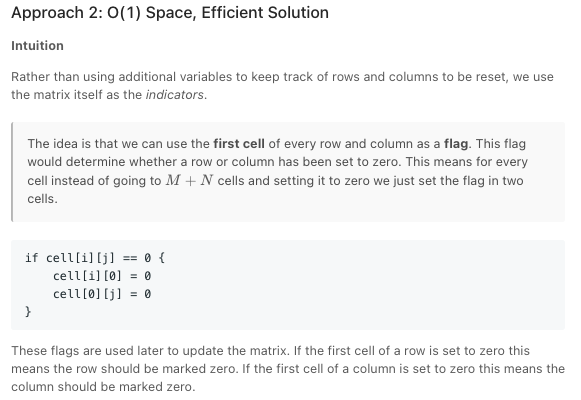 Approach 2: O(1) Space, Efficient Solution
Intuition
Rather than using additional variables to keep track of rows and columns to be reset, we use
the matrix itself as the indicators.
The idea is that we can use the first cell of every row and column as a flag. This flag
would determine whether a row or column has been set to zero. This means for every
cell instead of going to M + N cells and setting it to zero we just set the flag in two
cells.
if cell[i][j] == 0 {
    cell[i][0] = 0
    cell[0][j] = 0
}
These flags are used later to update the matrix. If the first cell of a row is set to zero this
means the row should be marked zero. If the first cell of a column is set to zero this means the
column should be marked zero.